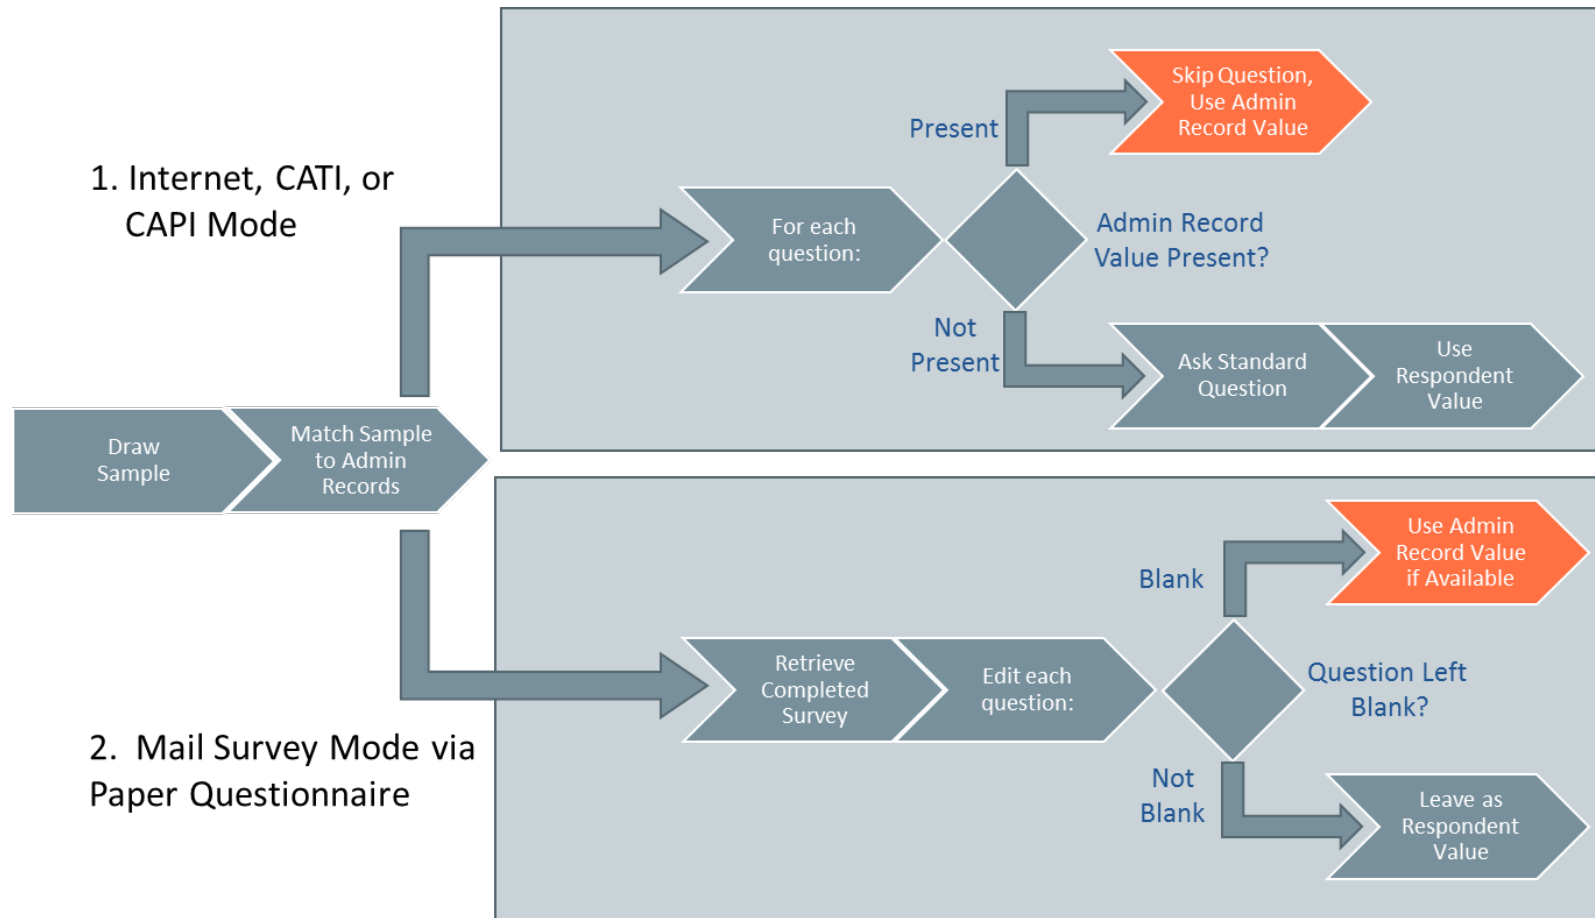 Skip Question,
Use Admin
Record Value
Present
1. Internet, CATI, or
CAPI Mode
For each
question:
Admin Record
Value Present?
Not
Present
Ask Standard
Question
Use
Respondent
Value
Draw
Sample
Match Sample
to Admin
Records
Use Admin
Record Value
if Available
Blank
Retrieve
Completed
Survey
Edit each
question:
Question Left
Blank?
2. Mail Survey Mode via
Paper Questionnaire
Not
Blank
Leave as
Respondent
Value